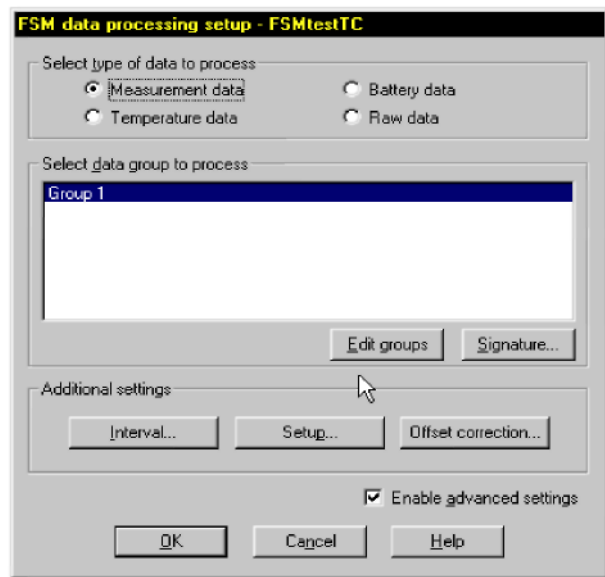 FSM data processing setup - FSMtestTC
Select type of data to process
Measurement data Battery data
Temperature data Raw data
Select data group to process
Group 1
Edit groups Signature...
Additional settings
Interval... Setup... Offset correction...
Enable advanced settings
OK Cancel Help